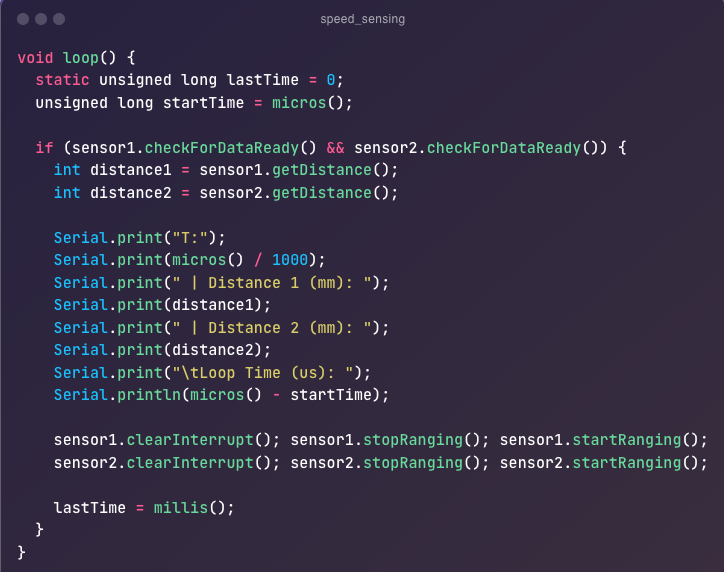 speed_sensing
void loop() {
  static unsigned long lastTime = 0;
  unsigned long startTime = micros();

  if (sensor1.checkForDataReady() && sensor2.checkForDataReady()) {
    int distance1 = sensor1.getDistance();
    int distance2 = sensor2.getDistance();

    Serial.print("T:");
    Serial.print(micros() / 1000);
    Serial.print(" | Distance 1 (mm): ");
    Serial.print(distance1);
    Serial.print(" | Distance 2 (mm): ");
    Serial.print(distance2);
    Serial.print("\tLoop Time (us): ");
    Serial.println(micros() - startTime);

    sensor1.clearInterrupt(); sensor1.stopRanging(); sensor1.startRanging();
    sensor2.clearInterrupt(); sensor2.stopRanging(); sensor2.startRanging();

    lastTime = millis();
  }
}